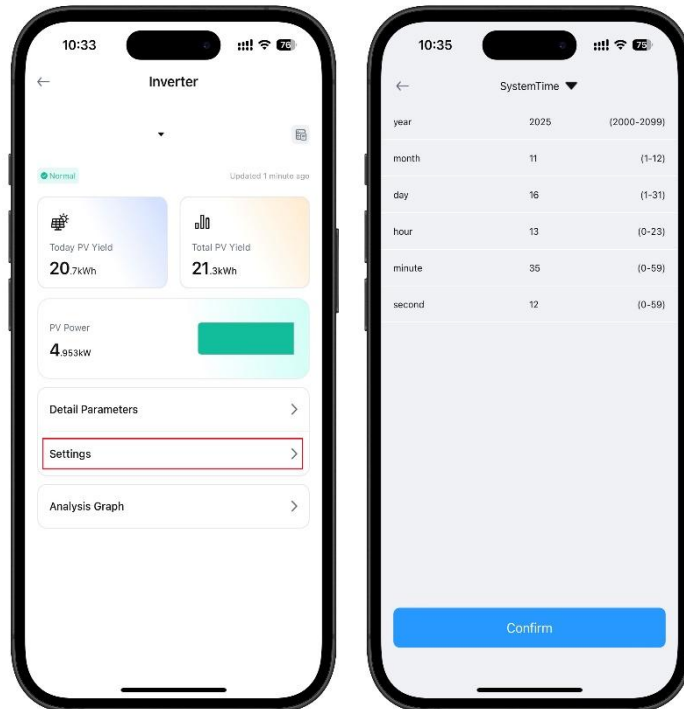 10:33
76
Inverter
Normal
Updated 1 minute ago
Today PV Yield
20.7kWh
Total PV Yield
21.3kWh
PV Power
4.953kW
Detail Parameters
Settings
Analysis Graph
10:35
75
SystemTime
year 2025 (2000-2099)
month 11 (1-12)
day 16 (1-31)
hour 13 (0-23)
minute 35 (0-59)
second 12 (0-59)
Confirm